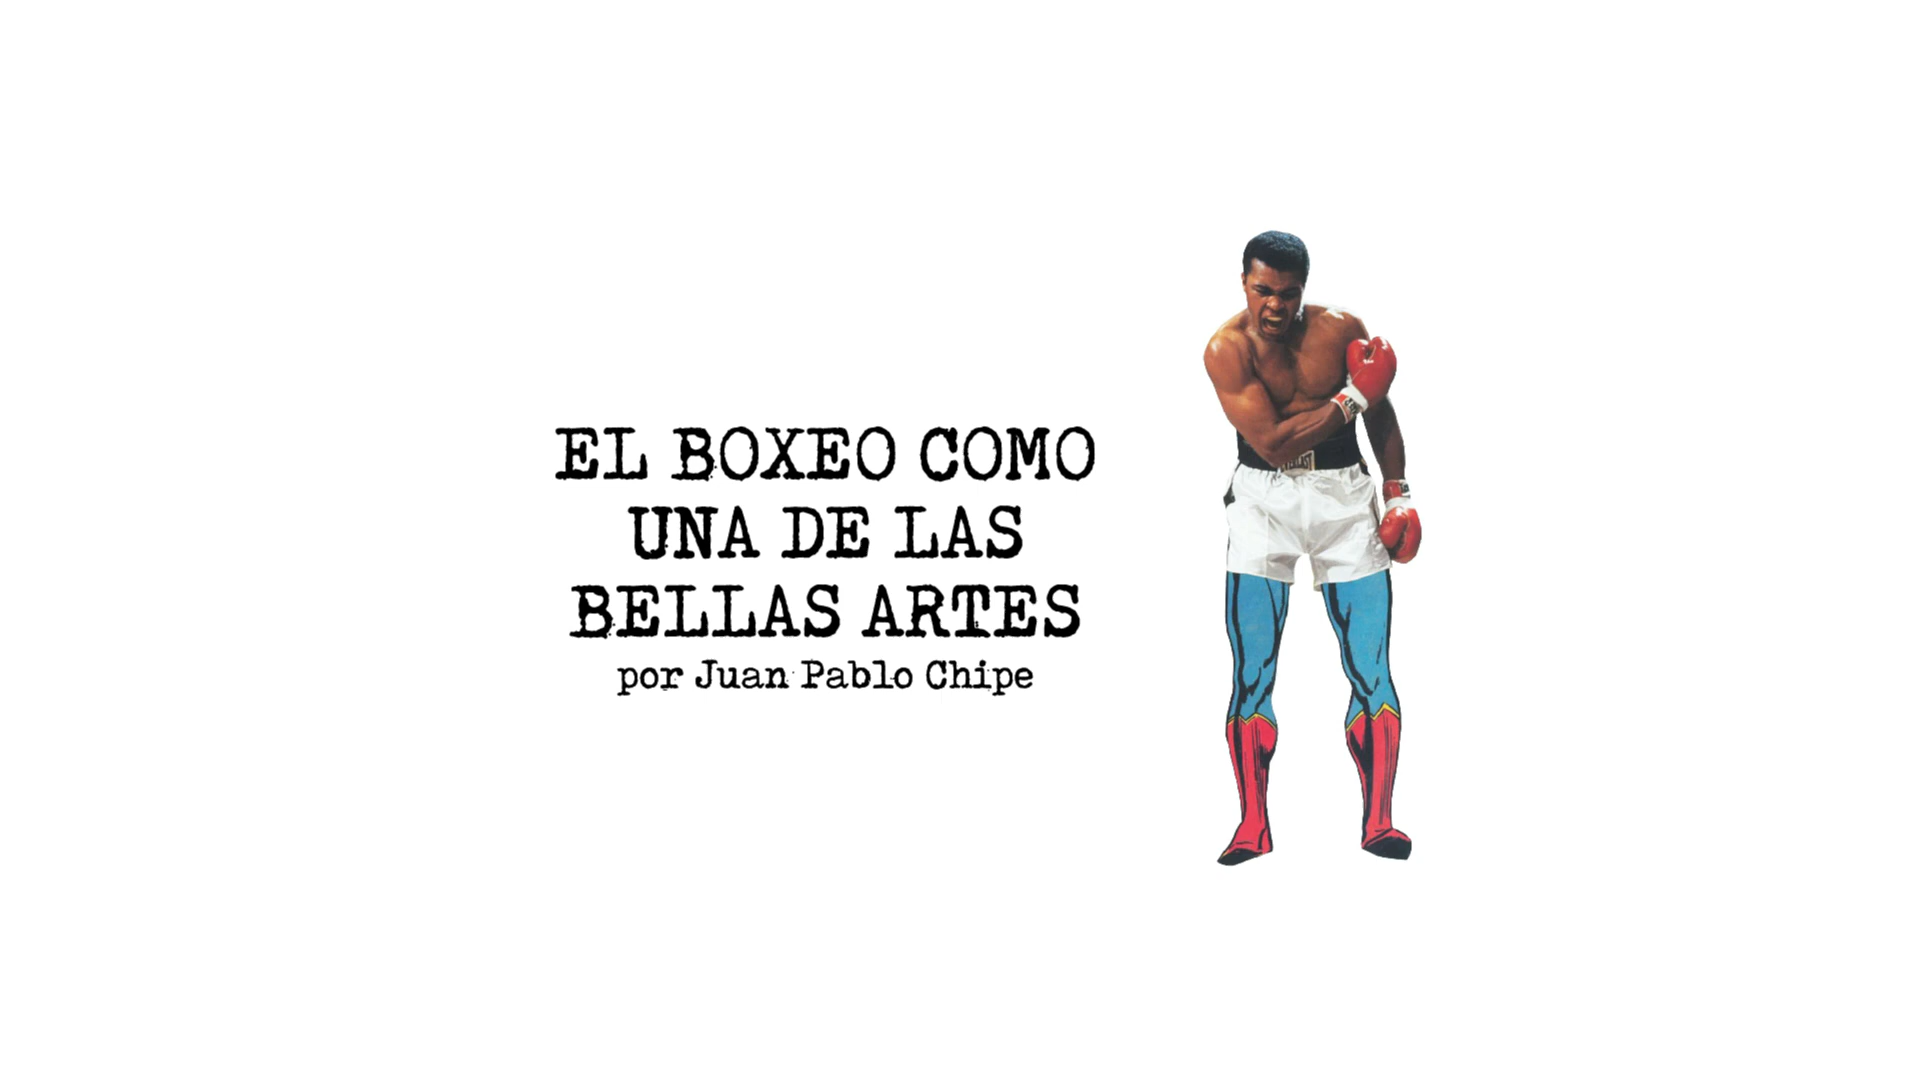 EL BOXEO COMO
UNA DE LAS
BELLAS ARTES
por Juan Pablo Chipe